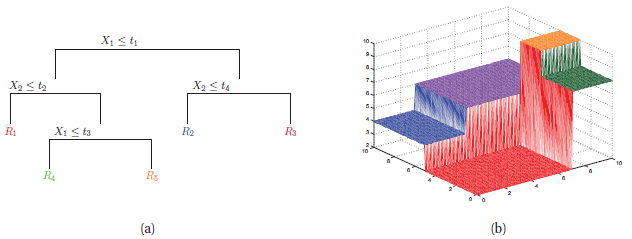 X₁ ≤ t₁
X₂ ≤ t₂
X₂ ≤ t₄
R₁
X₁ ≤ t₃
R₂
R₃
R₄
R₅
(a)
10
9
8
7
6
5
4
3
2
10
8
6
4
2
0
0
2
4
6
8
10
(b)